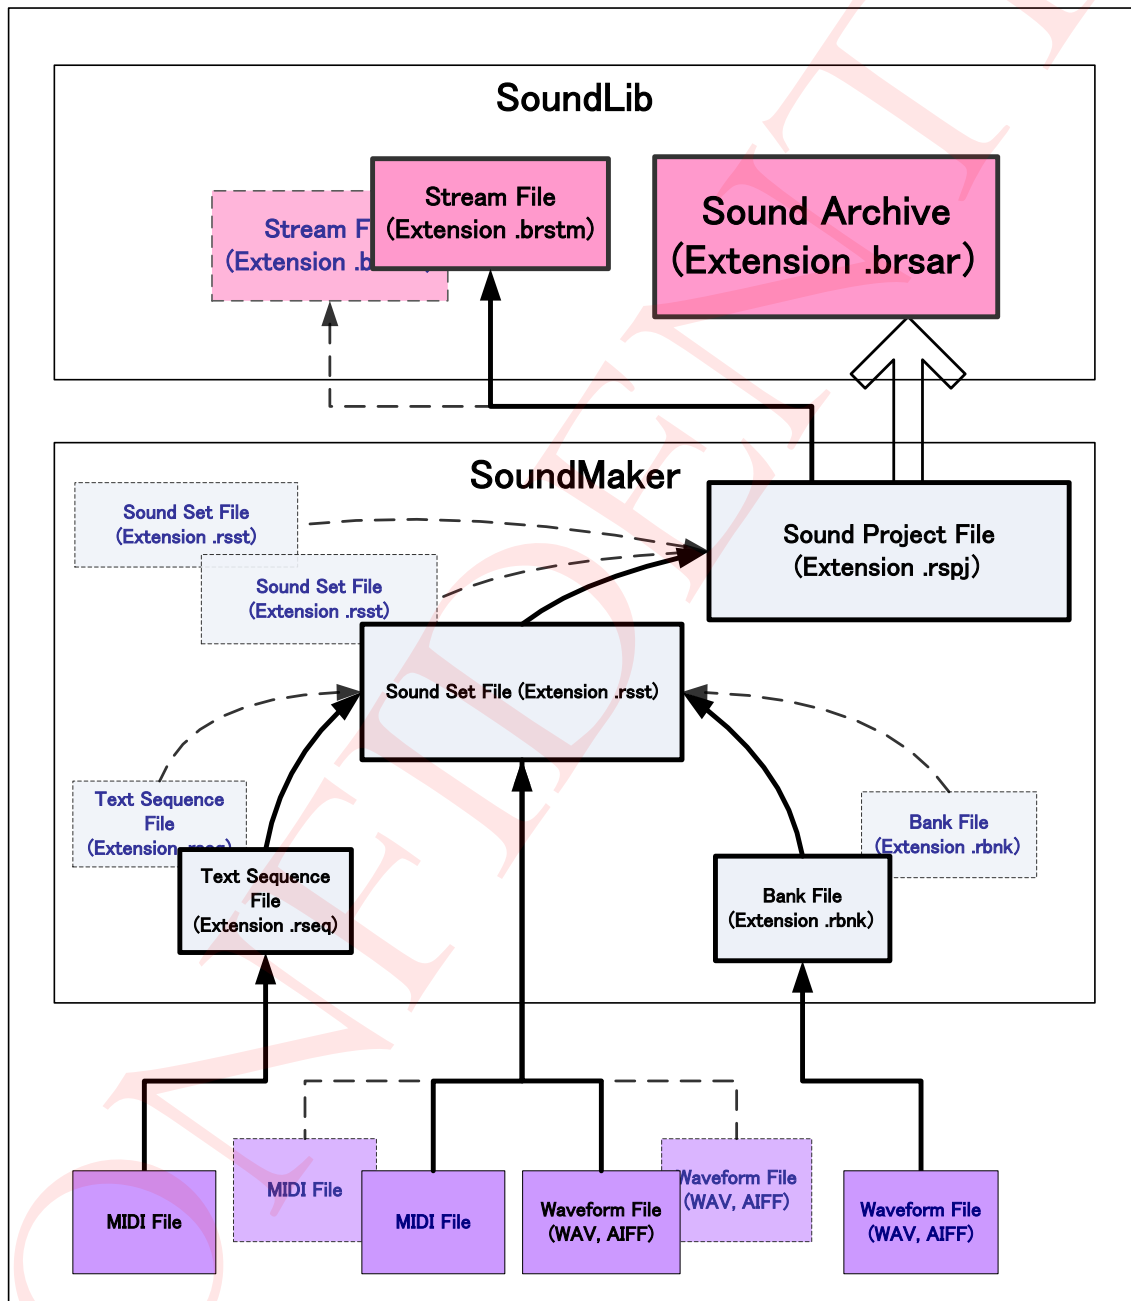 SoundLib
Stream File
(Extension .brstm)
Stream F
(Extension .b
Sound Archive
(Extension .brsar)
SoundMaker
Sound Set File
(Extension .rsst)
Sound Set File
(Extension .rsst)
Sound Project File
(Extension .rspj)
Sound Set File (Extension .rsst)
Text Sequence
File
(Extension .rseq)
Text Sequence
File
(Extension .rseq)
Bank File
(Extension .rbnk)
Bank File
(Extension .rbnk)
MIDI File
MIDI File
MIDI File
Waveform File
(WAV, AIFF)
Waveform File
(WAV, AIFF)
Waveform File
(WAV, AIFF)
ONFIDENT